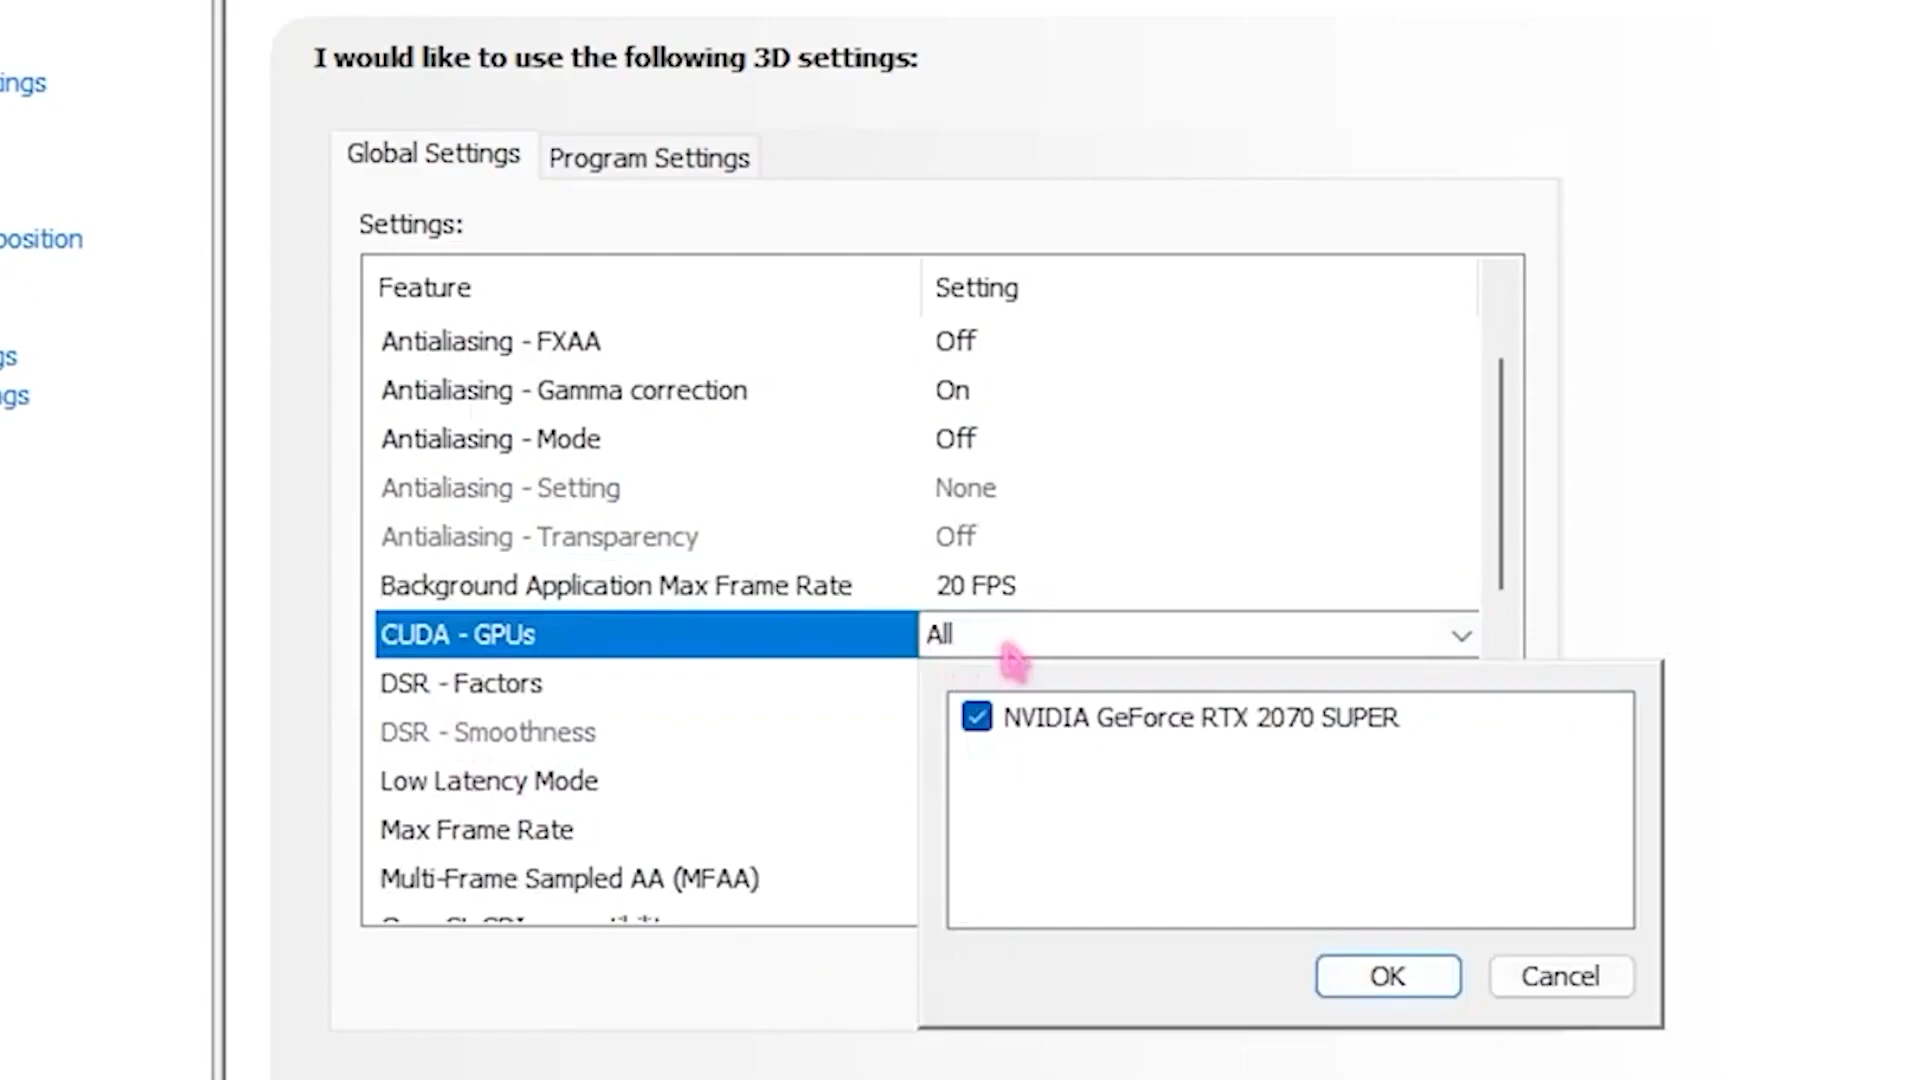 I would like to use the following 3D settings:
ings
Global Settings
Program Settings
Settings:
position
Feature Setting
Antialiasing - FXAA Off
gs
Antialiasing - Gamma correction On
ngs
Antialiasing - Mode Off
Antialiasing - Setting None
Antialiasing - Transparency Off
Background Application Max Frame Rate 20 FPS
CUDA - GPUs All
DSR - Factors
NVIDIA GeForce RTX 2070 SUPER
DSR - Smoothness
Low Latency Mode
Max Frame Rate
Multi-Frame Sampled AA (MFAA)
OK Cancel